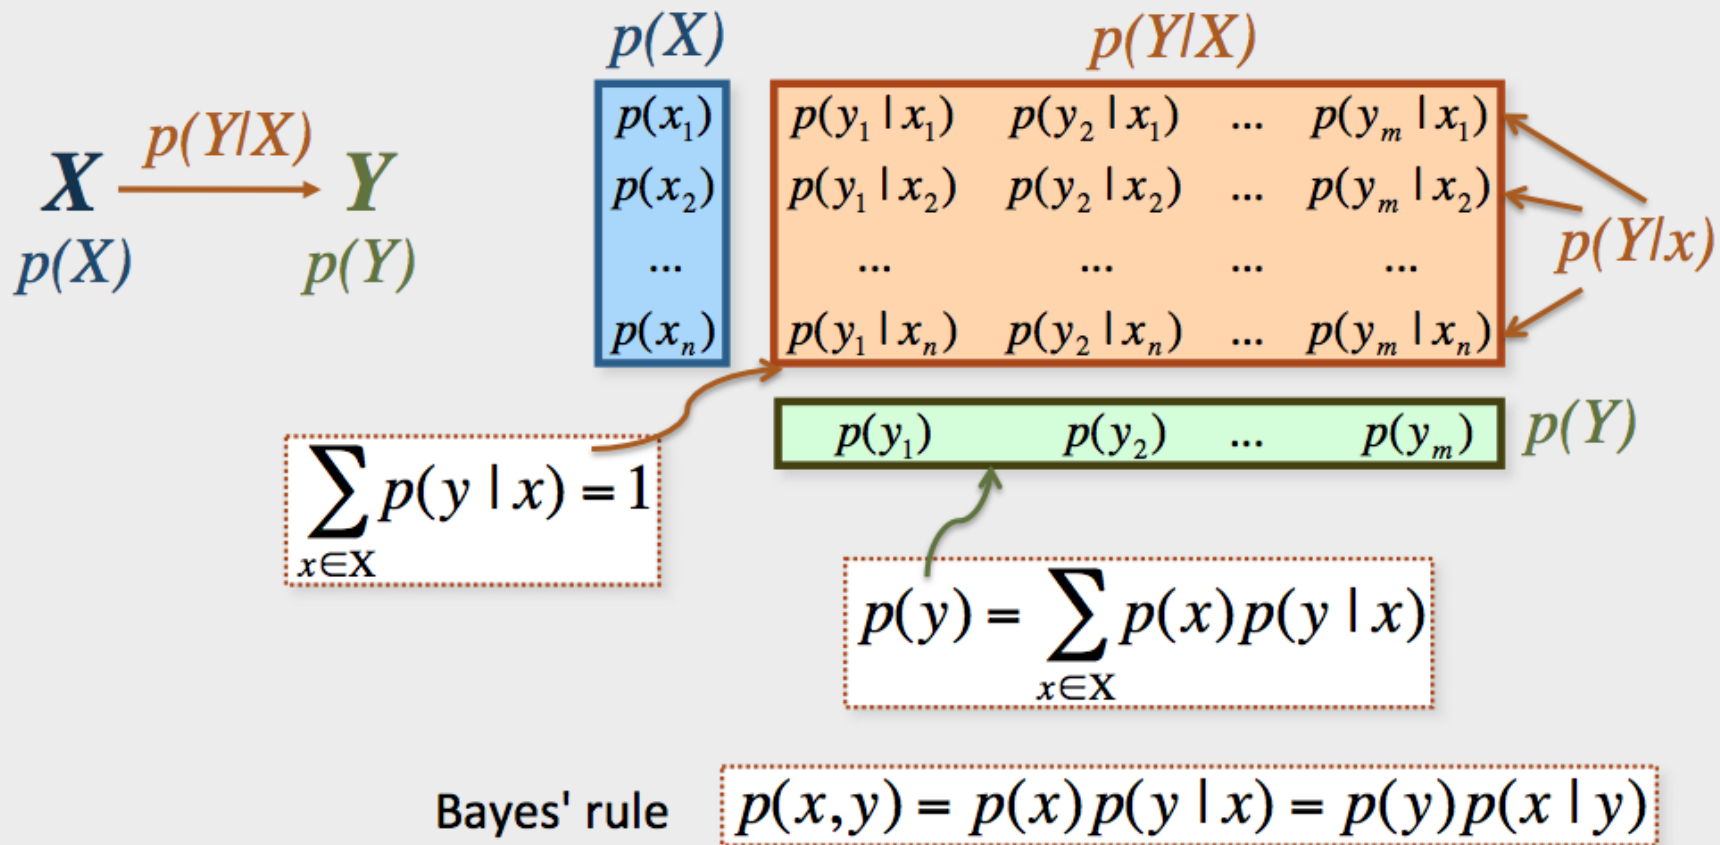 p(X) p(Y|X)
p(x₁) p(y₁ | x₁) p(y₂ | x₁) ... p(yₘ | x₁)
p(Y|X)
X Y
p(x₂) p(y₁ | x₂) p(y₂ | x₂) ... p(yₘ | x₂)
p(X) p(Y)
p(Y|x)
... ... ... ... ...
p(xₙ) p(y₁ | xₙ) p(y₂ | xₙ) ... p(yₘ | xₙ)
p(y₁) p(y₂) ... p(yₘ) p(Y)
∑ p(y | x) = 1
x∈X
p(y) = ∑ p(x)p(y | x)
x∈X
Bayes' rule p(x,y) = p(x)p(y | x) = p(y)p(x | y)